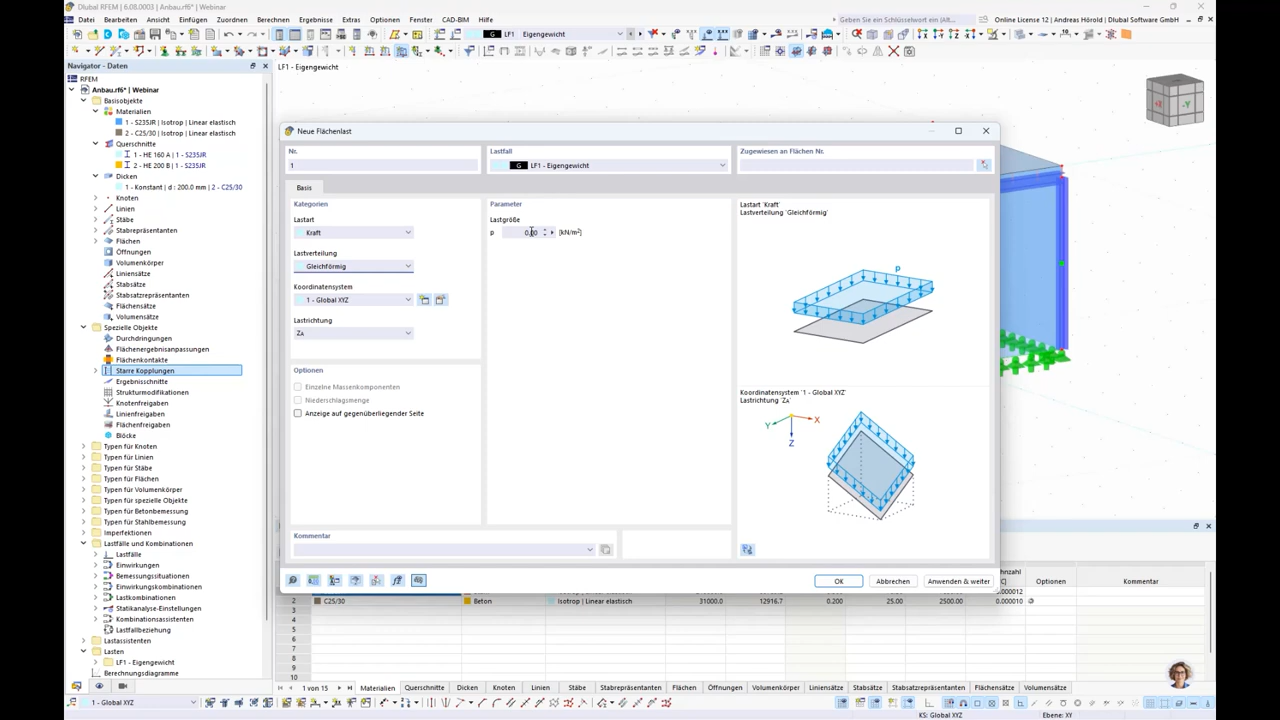 Dlubal RFEM | 6.08.0003 | Anbau.rf6* | Webinar
Datei Bearbeiten Ansicht Einfügen Zuordnen Berechnen Ergebnisse Extras Optionen Fenster CAD-BIM Hilfe
Online License 12 | Andreas Hörold | Dlubal Software GmbH
G LF1 Eigengewicht
Navigator - Daten
LF1 - Eigengewicht
RFEM
Anbau.rf6* | Webinar
Basisobjekte
Materialien
1 - S235JR | Isotrop | Linear elastisch
2 - C25/30 | Isotrop | Linear elastisch
Querschnitte
1 - HE 160 A | 1 - S235JR
2 - HE 200 B | 1 - S235JR
Dicken
1 - Konstant | d : 200.0 mm | 2 - C25/30
Knoten
Linien
Stäbe
Stabrepräsentanten
Flächen
Öffnungen
Volumenkörper
Liniensätze
Stabsätze
Stabsatzrepräsentanten
Flächensätze
Volumensätze
Spezielle Objekte
Durchdringungen
Flächenergebnisanpassungen
Flächenkontakte
Starre Kopplungen
Ergebnisschnitte
Strukturmodifikationen
Knotenfreigaben
Linienfreigaben
Flächenfreigaben
Blöcke
Typen für Knoten
Typen für Linien
Typen für Stäbe
Typen für Flächen
Typen für Volumenkörper
Typen für spezielle Objekte
Typen für Betonbemessung
Typen für Stahlbemessung
Imperfektionen
Lastfälle und Kombinationen
Lastfälle
Einwirkungen
Bemessungssituationen
Einwirkungskombinationen
Lastkombinationen
Statikanalyse-Einstellungen
Lastfallbeziehung
Lastassistenten
Lasten
LF1 - Eigengewicht
Berechnungsdiagramme
Neue Flächenlast
Nr.
1
Lastfall
G LF1 - Eigengewicht
Zugewiesen an Flächen Nr.
Basis
Kategorien
Lastart
Kraft
Lastverteilung
Gleichförmig
Koordinatensystem
1 - Global XYZ
Lastrichtung
ZA
Optionen
Einzelne Massenkomponenten
Niederschlagsmenge
Anzeige auf gegenüberliegender Seite
Parameter
Lastgröße
p 0.00 [kN/m²]
Lastart 'Kraft'
Lastverteilung 'Gleichförmig'
p
Koordinatensystem '1 - Global XYZ'
Lastrichtung 'ZA'
Y X
Z
Kommentar
OK Abbrechen Anwenden & weiter
+X -Y
Optionen Kommentar
2 C25/30 Beton Isotrop | Linear elastisch 31000.0 12916.7 0.200 25.00 2500.00 0.000010
3
4
5
6
7
8
9
10
1 von 15 Materialien Querschnitte Dicken Knoten Linien Stäbe Stabrepräsentanten Flächen Öffnungen Volumenkörper Liniensätze Stabsätze Stabsatzrepräsentanten Flächensätze Volumensätze
1 - Global XYZ
KS: Global XYZ Ebene: XY